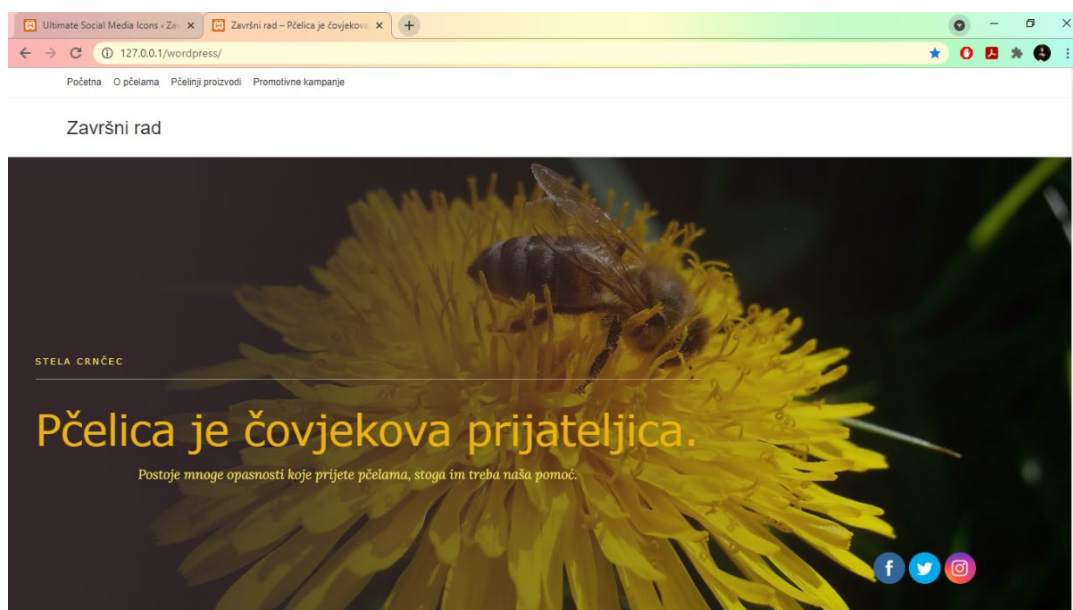 Ultimate Social Media Icons ‹ Za
Završni rad – Pčelica je čovjekova
127.0.0.1/wordpress/
Početna O pčelama Pčelinji proizvodi Promotivne kampanje
Završni rad
STELA CRNČEC
Pčelica je čovjekova prijateljica.
Postoje mnoge opasnosti koje prijete pčelama, stoga im treba naša pomoć.